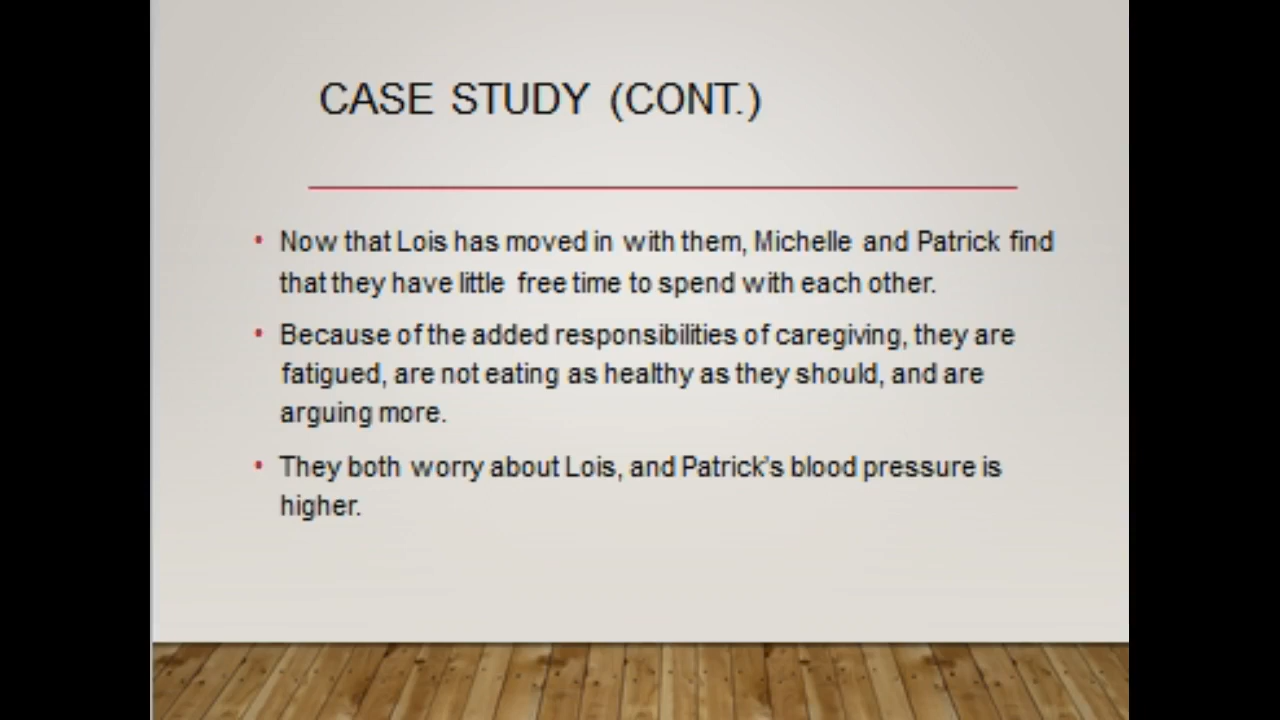 CASE STUDY (CONT.)
• Now that Lois has moved in with them, Michelle and Patrick find
that they have little free time to spend with each other.
• Because of the added responsibilities of caregiving, they are
fatigued, are not eating as healthy as they should, and are
arguing more.
• They both worry about Lois, and Patrick's blood pressure is
higher.